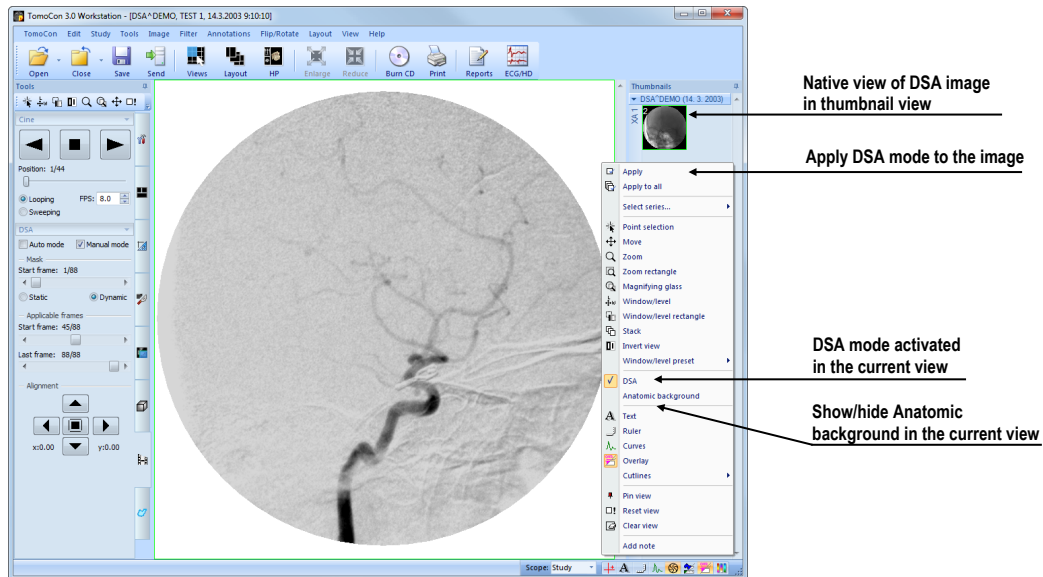 TomoCon 3.0 Workstation - [DSA^DEMO, TEST 1, 14.3.2003 9:10:10]
TomoCon Edit Study Tools Image Filter Annotations Flip/Rotate Layout View Help
Open Close Save Send Views Layout HP Enlarge Reduce Burn CD Print Reports ECG/HD
Tools
Cine
Position: 1/44
Looping FPS: 8.0
Sweeping
DSA
Auto mode Manual mode
Mask
Start frame: 1/88
Static Dynamic
Applicable frames
Start frame: 45/88
Last frame: 88/88
Alignment
x:0.00 y:0.00
Thumbnails
DSA^DEMO (14. 3. 2003)
XA 1
2
Apply
Apply to all
Select series...
Point selection
Move
Zoom
Zoom rectangle
Magnifying glass
Window/level
Window/level rectangle
Stack
Invert view
Window/level preset
DSA
Anatomic background
Text
Ruler
Curves
Overlay
Cutlines
Pin view
Reset view
Clear view
Add note
Scope: Study
Native view of DSA image
in thumbnail view
Apply DSA mode to the image
DSA mode activated
in the current view
Show/hide Anatomic
background in the current view